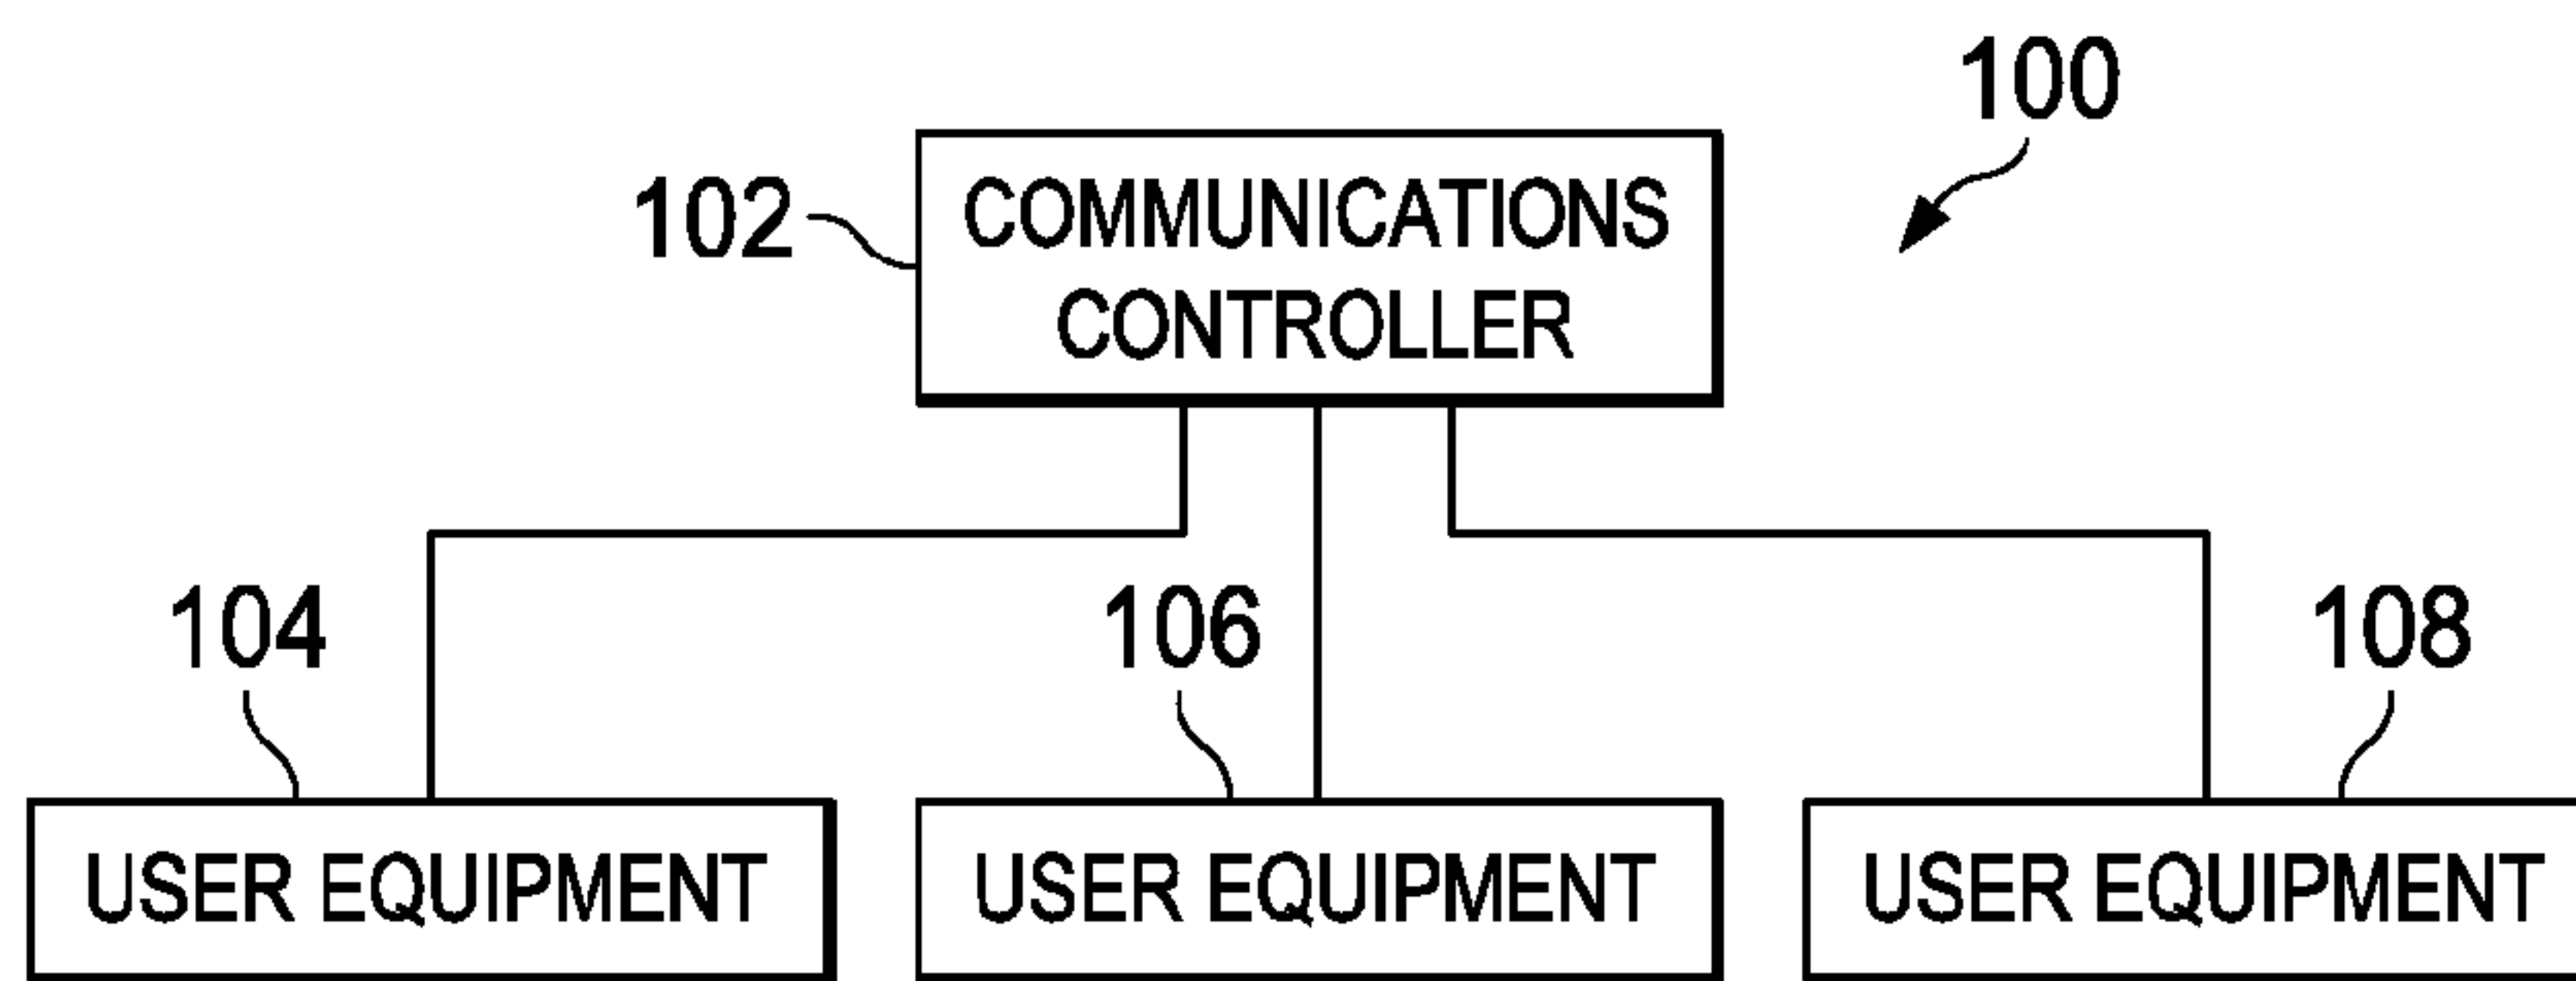 100
102
COMMUNICATIONS
CONTROLLER
104
106
108
USER EQUIPMENT
USER EQUIPMENT
USER EQUIPMENT